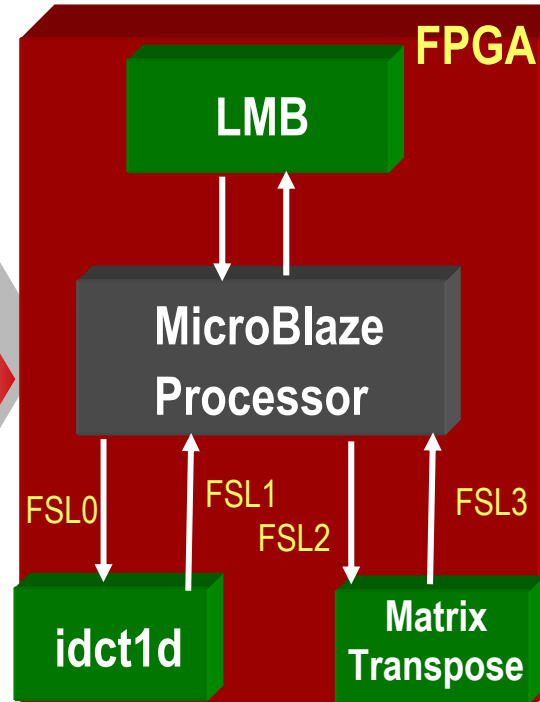 FPGA
LMB
MicroBlaze
Processor
FSL0
FSL1
FSL2
FSL3
idct1d
Matrix
Transpose